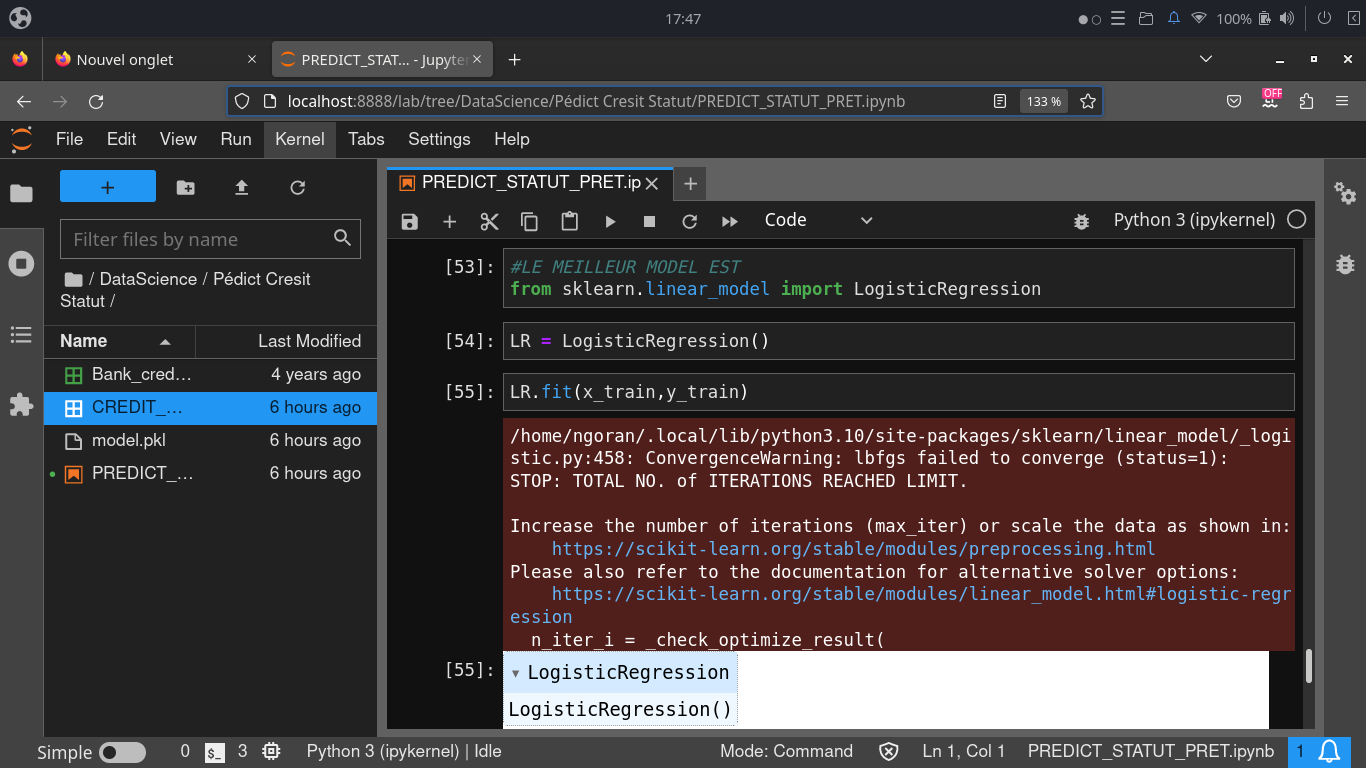 17:47
100%
Nouvel onglet
PREDICT_STAT… - Jupyte
localhost:8888/lab/tree/DataScience/Pédict Cresit Statut/PREDICT_STATUT_PRET.ipynb
133 %
OFF
File Edit View Run Kernel Tabs Settings Help
PREDICT_STATUT_PRET.ip
Code
Python 3 (ipykernel)
Filter files by name
/ DataScience / Pédict Cresit
Statut /
Name Last Modified
Bank_cred… 4 years ago
CREDIT_… 6 hours ago
model.pkl 6 hours ago
PREDICT_… 6 hours ago
[53]: #LE MEILLEUR MODEL EST
from sklearn.linear_model import LogisticRegression
[54]: LR = LogisticRegression()
[55]: LR.fit(x_train,y_train)
/home/ngoran/.local/lib/python3.10/site-packages/sklearn/linear_model/_logi
stic.py:458: ConvergenceWarning: lbfgs failed to converge (status=1):
STOP: TOTAL NO. of ITERATIONS REACHED LIMIT.
Increase the number of iterations (max_iter) or scale the data as shown in:
https://scikit-learn.org/stable/modules/preprocessing.html
Please also refer to the documentation for alternative solver options:
https://scikit-learn.org/stable/modules/linear_model.html#logistic-regr
ession
n_iter_i = _check_optimize_result(
[55]: ▾ LogisticRegression
LogisticRegression()
Simple 0 $_ 3 Python 3 (ipykernel) | Idle Mode: Command Ln 1, Col 1 PREDICT_STATUT_PRET.ipynb 1